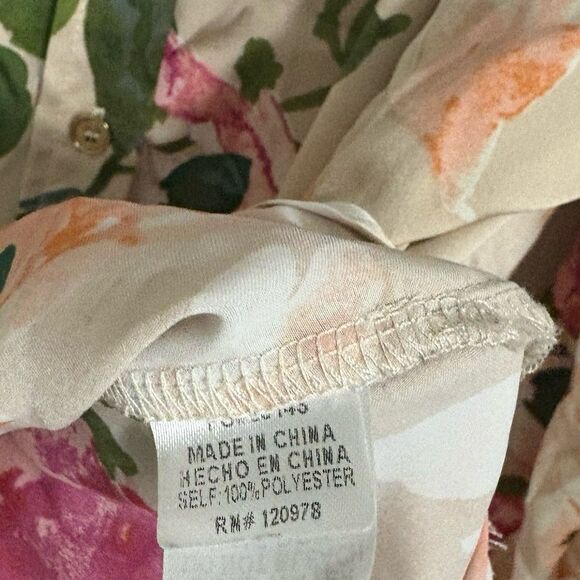 MADE IN CHINA
HECHO EN CHINA
SELF: 100% POLYESTER
RN# 120978